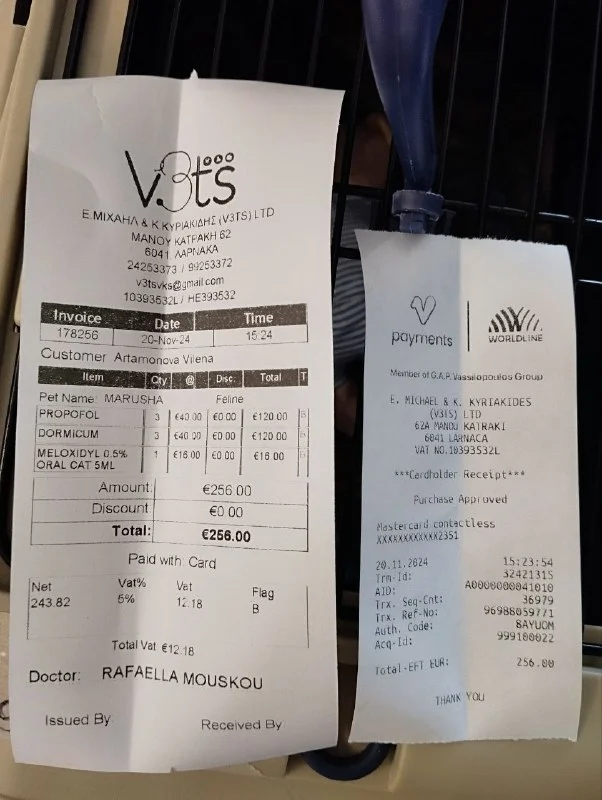 V3ts
Ε.ΜΙΧΑΗΛ & Κ ΚΥΡΙΑΚΙΔΗΣ (V3TS) LTD
ΜΑΝΟΥ ΚΑΤΡΑΚΗ 62
6041 ΛΑΡΝΑΚΑ
24253373 / 99253372
v3tsvks@gmail.com
10393532L / HE393532
Invoice Date Time
178256 20-Nov-24 15:24
Customer Artamonova Vilena
Item Qty @ Disc. Total T
Pet Name: MARUSHA Feline
PROPOFOL 3 €40.00 €0.00 €120.00 B
DORMICUM 3 €40.00 €0.00 €120.00 B
MELOXIDYL 0.5% 1 €16.00 €0.00 €16.00 B
ORAL CAT 5ML
Amount: €256.00
Discount €0.00
Total: €256.00
Paid with: Card
Net Vat% Vat Flag
243.82 5% 12.18 B
Total Vat €12.18
Doctor: RAFAELLA MOUSKOU
Issued By Received By
payments WORLDLINE
Member of G.A.P. Vassilopoulos Group
E. MICHAEL & K. KYRIAKIDES
(V3TS) LTD
62A MANOU KATRAKI
6041 LARNACA
VAT NO.10393532L
***Cardholder Receipt***
Purchase Approved
Mastercard contactless
XXXXXXXXXXXX2351
20.11.2024 15:23:54
Trm-Id: 32421315
AID: A0000000041010
Trx. Seq-Cnt: 36979
Trx. Ref-No: 96988059771
Auth. Code: 8AYUOM
Acq-Id: 999100022
Total-EFT EUR: 256.00
THANK YOU